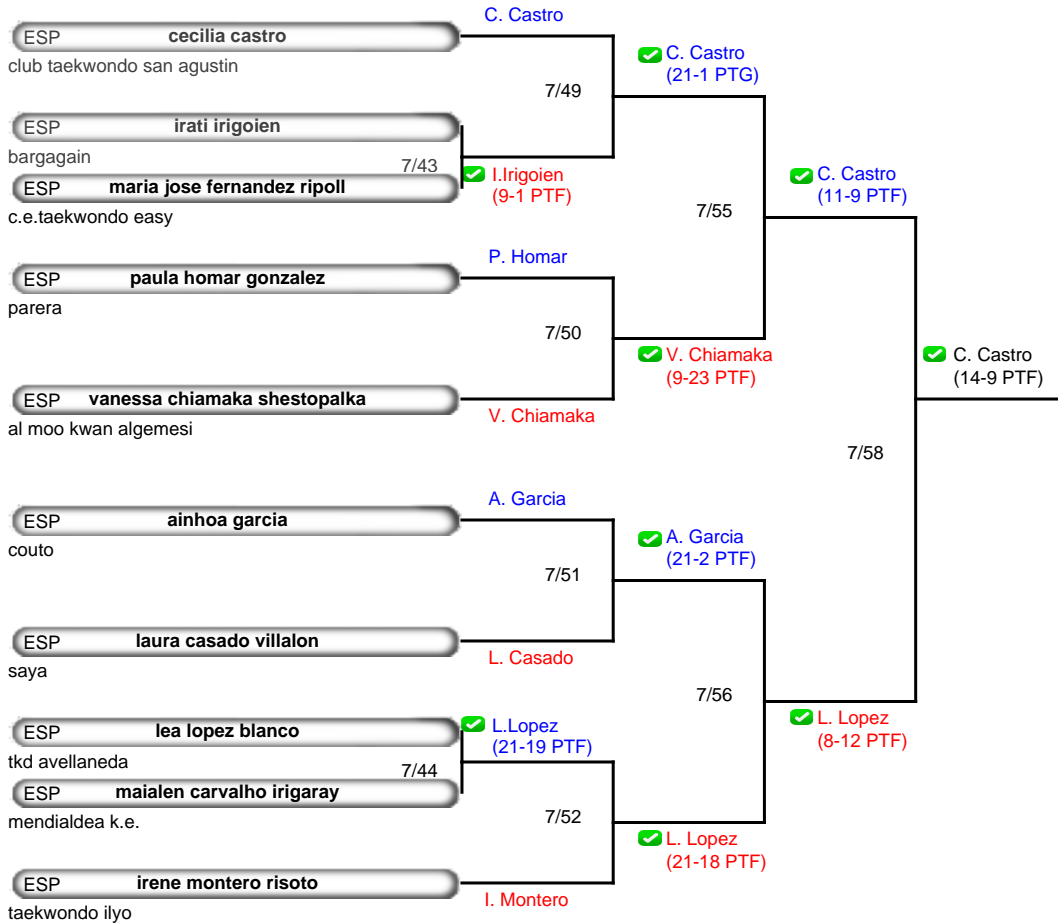 C. Castro
ESP cecilia castro
club taekwondo san agustin
C. Castro
(21-1 PTG)
7/49
ESP irati irigoien
bargagain
7/43
I.Irigoien
(9-1 PTF)
ESP maria jose fernandez ripoll
c.e.taekwondo easy
C. Castro
(11-9 PTF)
7/55
P. Homar
ESP paula homar gonzalez
parera
7/50
V. Chiamaka
(9-23 PTF)
C. Castro
(14-9 PTF)
ESP vanessa chiamaka shestopalka
al moo kwan algemesi
V. Chiamaka
7/58
A. Garcia
ESP ainhoa garcia
couto
A. Garcia
(21-2 PTF)
7/51
ESP laura casado villalon
saya
L. Casado
7/56
ESP lea lopez blanco
tkd avellaneda
L.Lopez
(21-19 PTF)
L. Lopez
(8-12 PTF)
7/44
ESP maialen carvalho irigaray
mendialdea k.e.
7/52
L. Lopez
(21-18 PTF)
ESP irene montero risoto
taekwondo ilyo
I. Montero